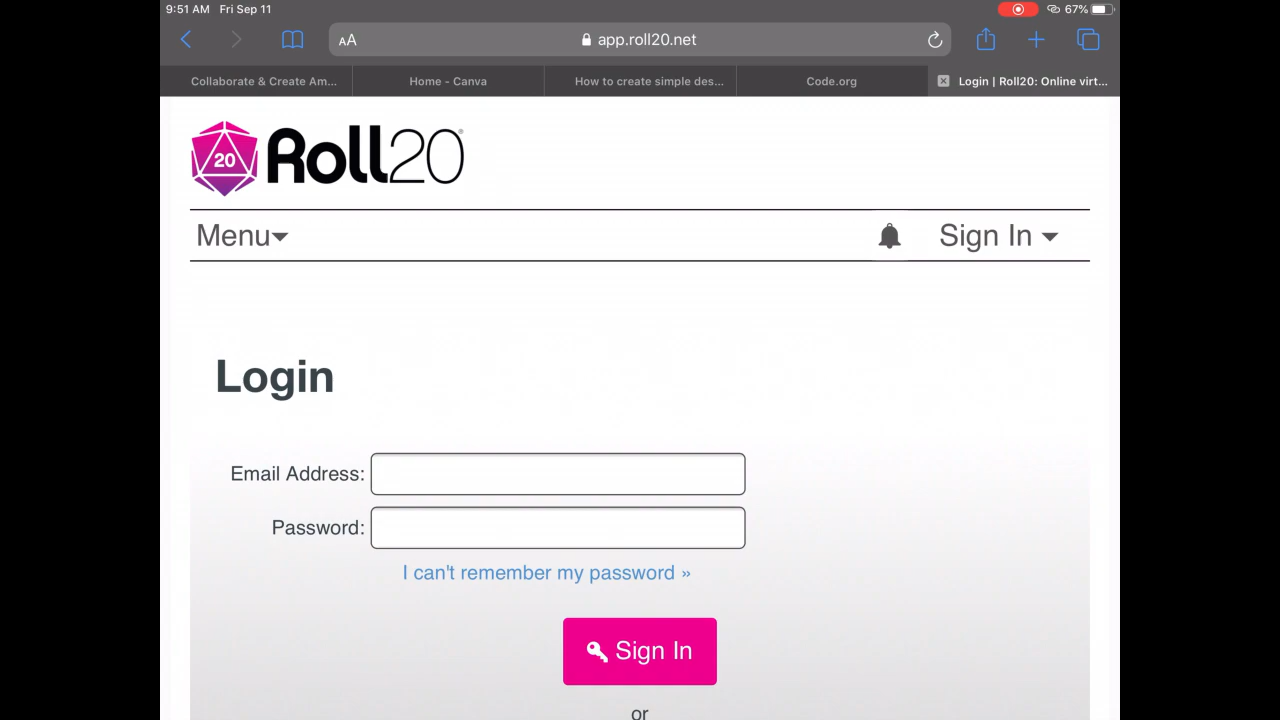 9:51 AM Fri Sep 11 67%
AA app.roll20.net
Collaborate & Create Am... Home - Canva How to create simple des... Code.org Login | Roll20: Online virt...
20 Roll20®
Menu Sign In
Login
Email Address:
Password:
I can't remember my password »
Sign In
or